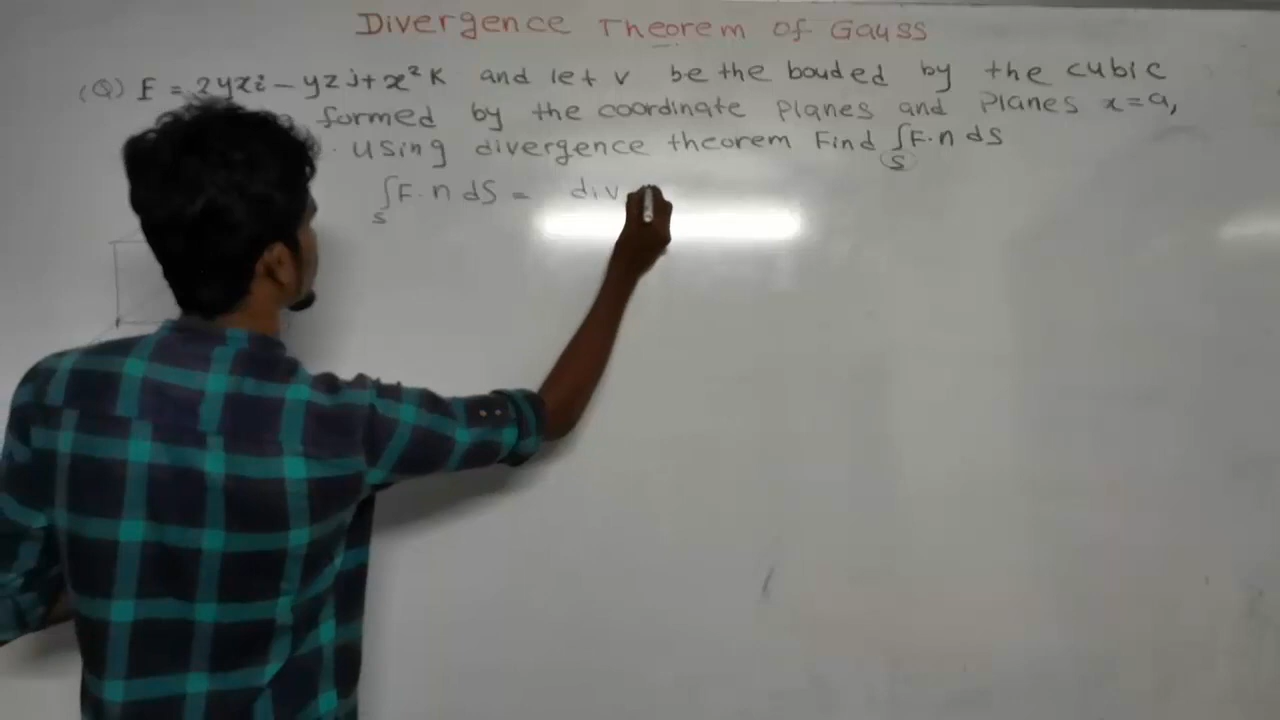 Divergence Theorem of Gauss
(Q) F = 2yxi - yzj + x²K and let v be the bouded by the cubic
formed by the coordinate planes and planes x=a,
using divergence theorem Find ∫F.n ds
S
∫F.n ds = div
S